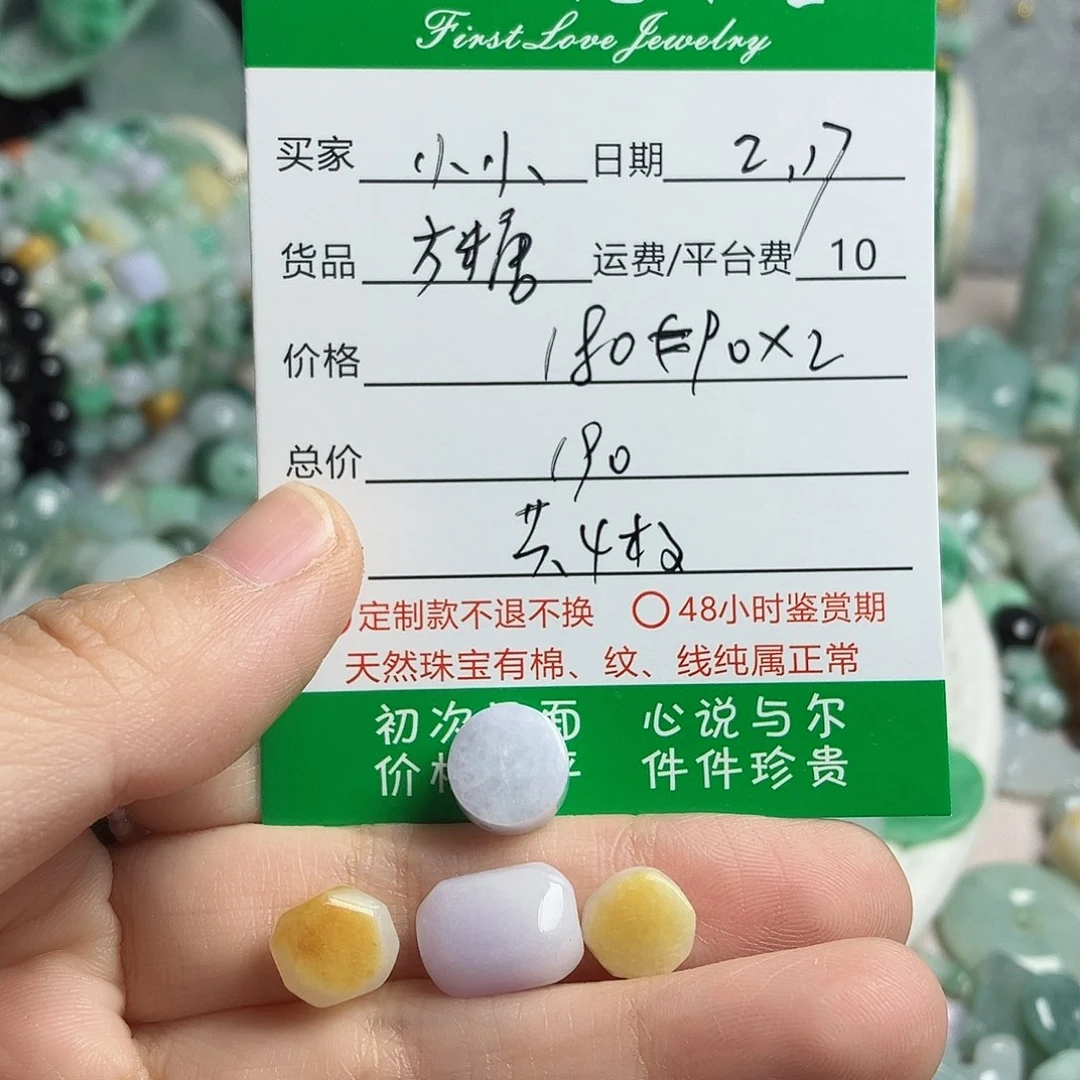 First Love Jewelry
买家 小小 日期 2.17
货品 方糖 运费/平台费 10
价格 180=90×2
总价 190
共4枚
定制款不退不换 48小时鉴赏期
天然珠宝有棉、纹、线纯属正常
初次 面 心说与尔
价 件件珍贵